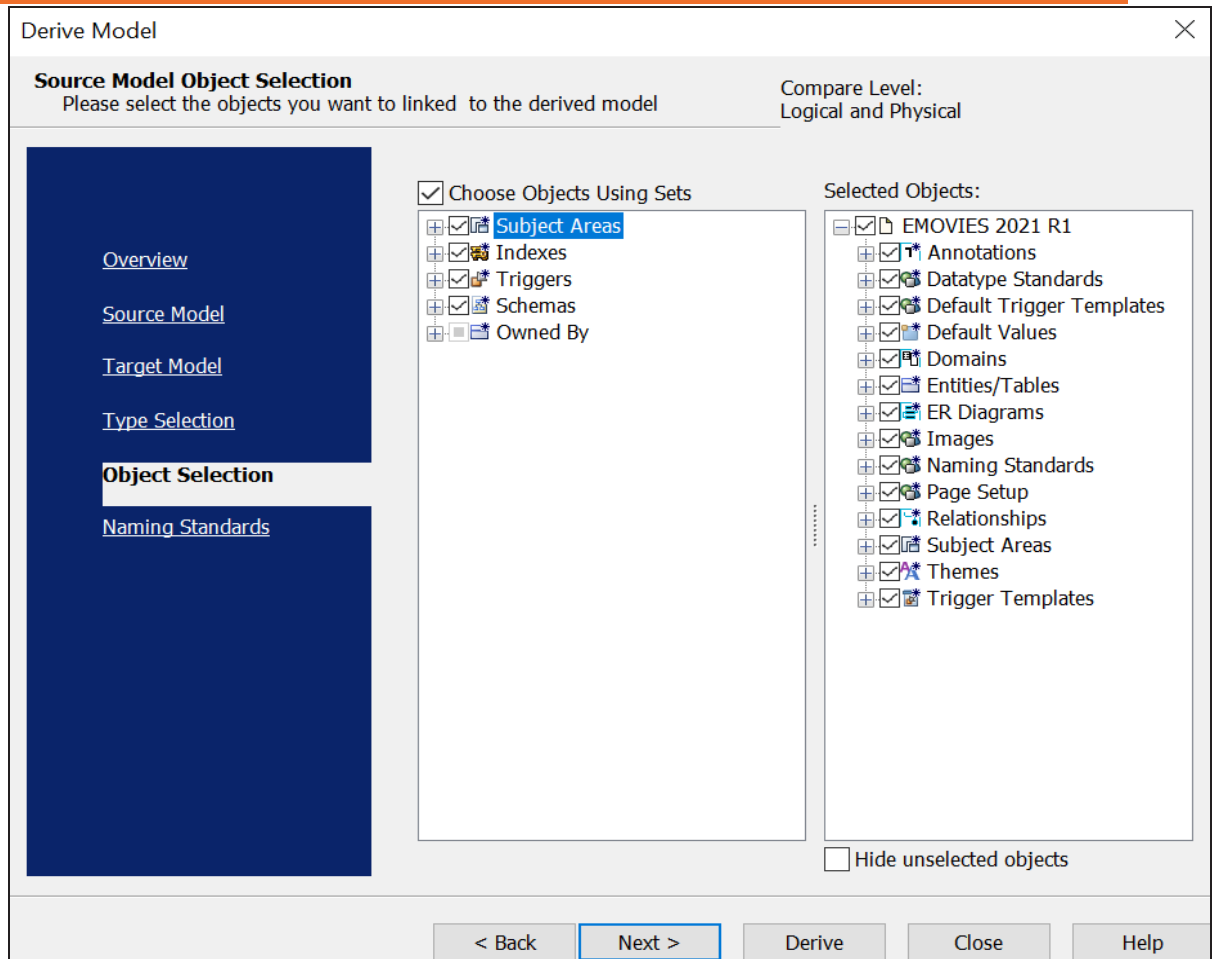 Derive Model
Source Model Object Selection
Please select the objects you want to linked to the derived model
Compare Level:
Logical and Physical
Overview
Source Model
Target Model
Type Selection
Object Selection
Naming Standards
Choose Objects Using Sets
Subject Areas
Indexes
Triggers
Schemas
Owned By
Selected Objects:
EMOVIES 2021 R1
Annotations
Datatype Standards
Default Trigger Templates
Default Values
Domains
Entities/Tables
ER Diagrams
Images
Naming Standards
Page Setup
Relationships
Subject Areas
Themes
Trigger Templates
Hide unselected objects
< Back
Next >
Derive
Close
Help